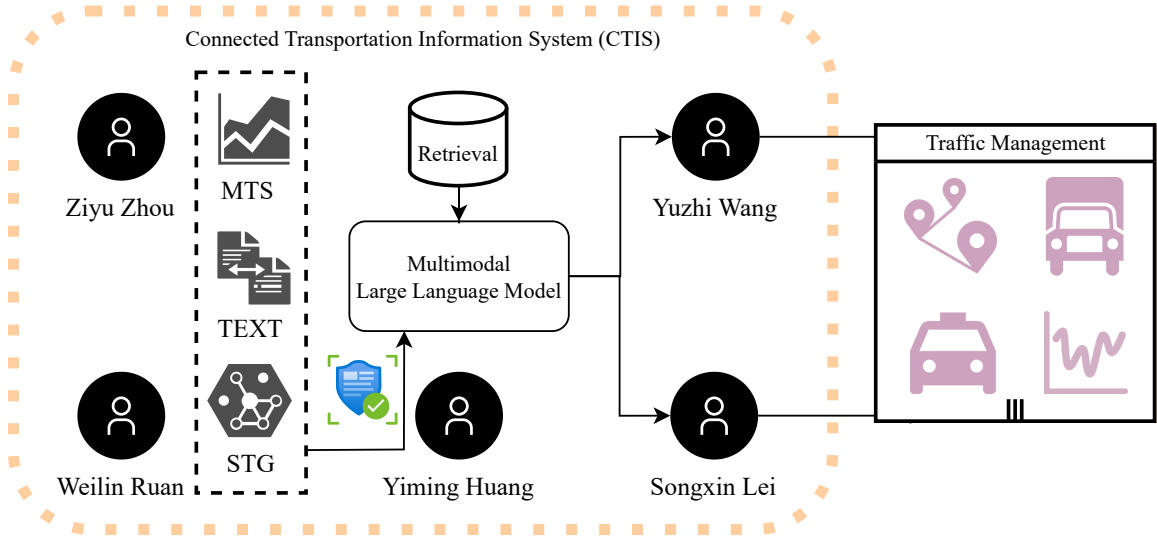 Connected Transportation Information System (CTIS)
Ziyu Zhou
MTS
TEXT
STG
Weilin Ruan
Retrieval
Multimodal
Large Language Model
Yiming Huang
Yuzhi Wang
Songxin Lei
Traffic Management